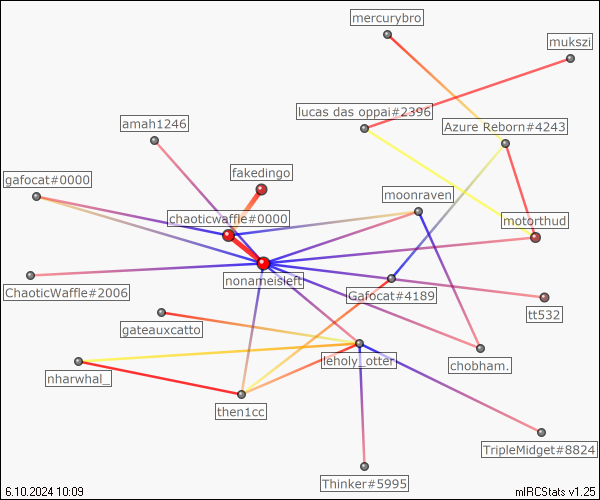 mercurybro
mukszi
lucas das oppai#2396
amah1246
Azure Reborn#4243
fakedingo
gafocat#0000
moonraven
chaoticwaffle#0000
motorthud
nonameisleft
ChaoticWaffle#2006
Gafocat#4189
tt532
gateauxcatto
leholy_otter
chobham.
nharwhal_
then1cc
TripleMidget#8824
Thinker#5995
6.10.2024 10:09
mIRCStats v1.25